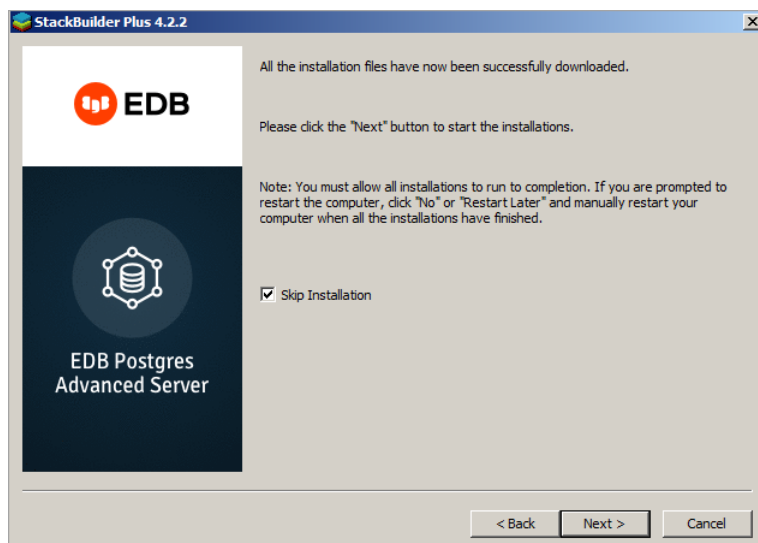 StackBuilder Plus 4.2.2
EDB
All the installation files have now been successfully downloaded.
Please click the "Next" button to start the installations.
Note: You must allow all installations to run to completion. If you are prompted to
restart the computer, click "No" or "Restart Later" and manually restart your
computer when all the installations have finished.
Skip Installation
EDB Postgres
Advanced Server
< Back
Next >
Cancel